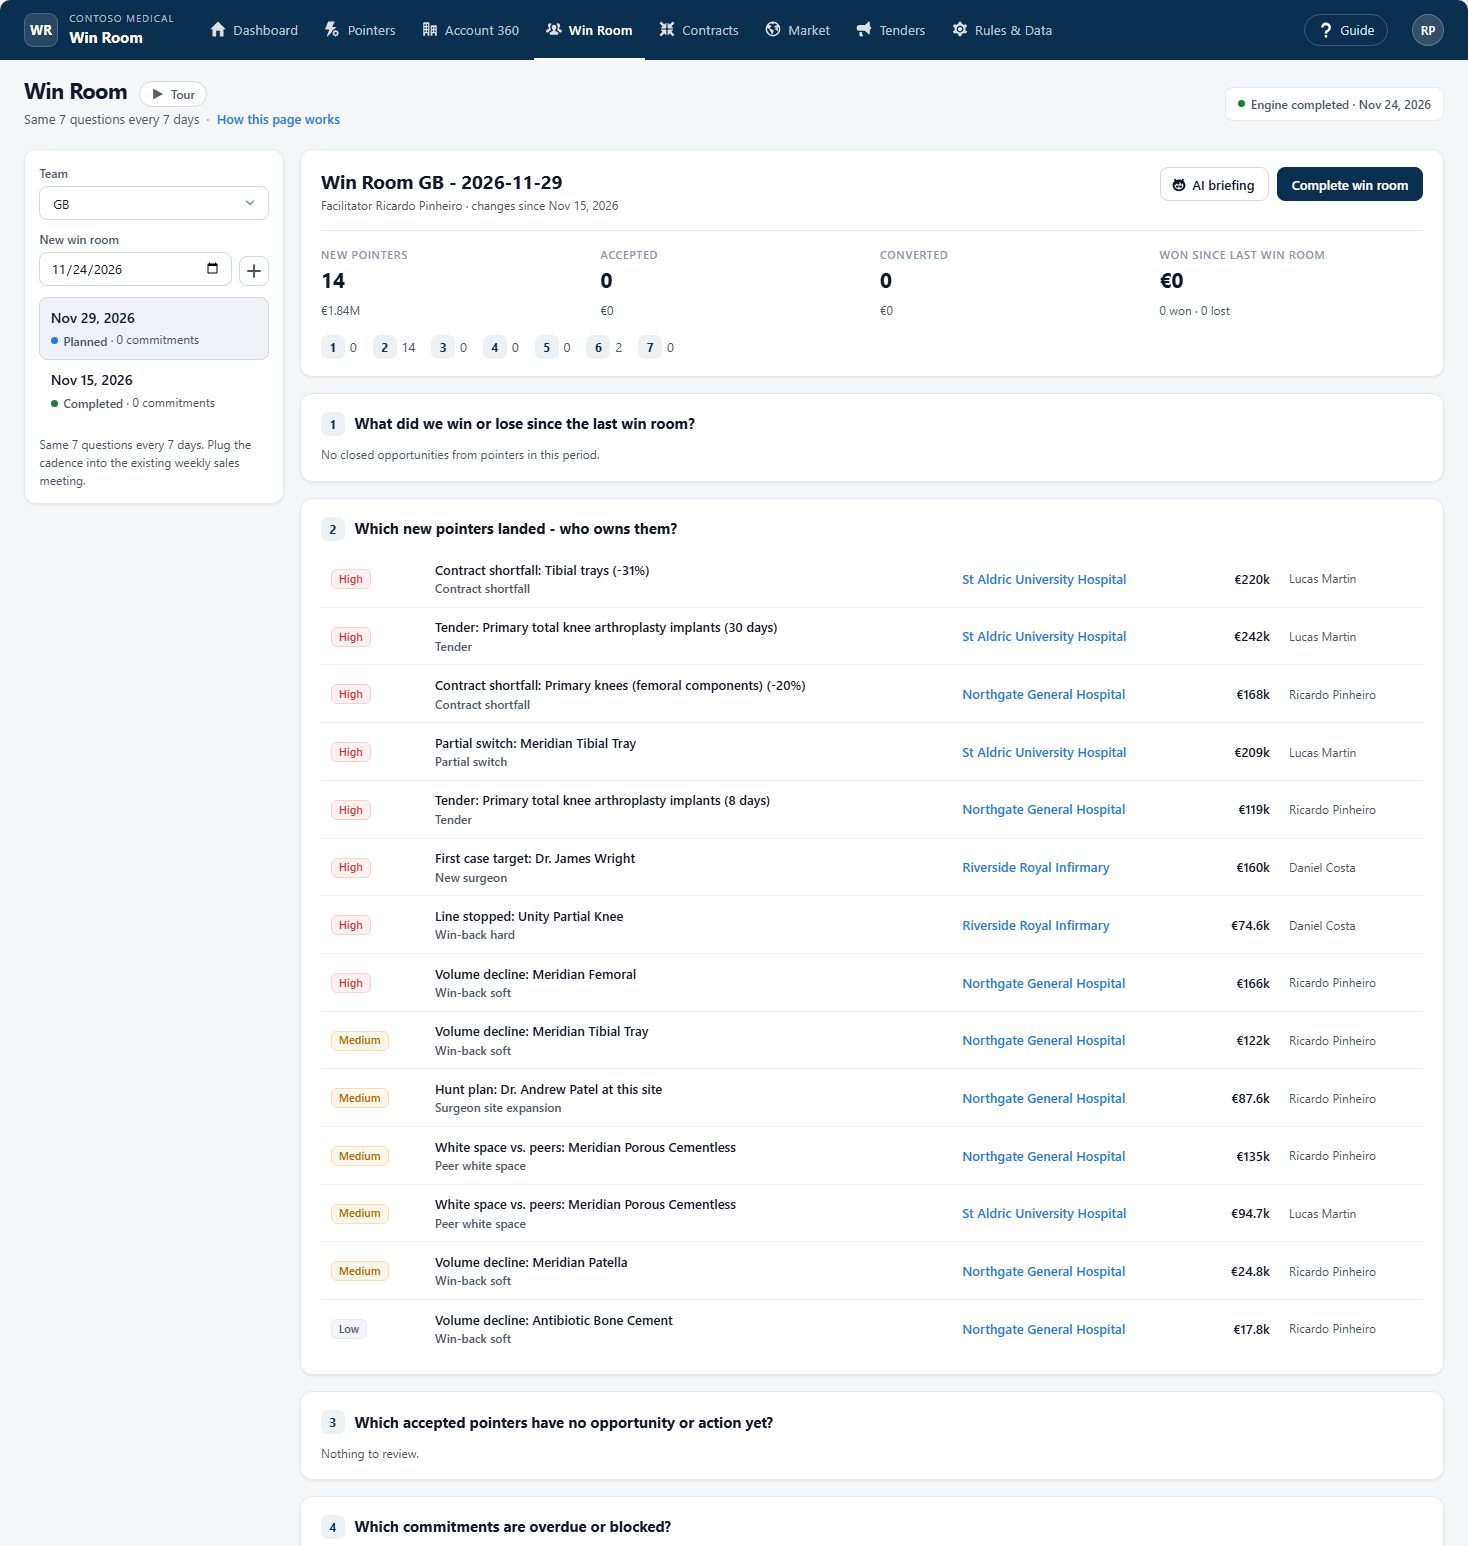 WR
CONTOSO MEDICAL
Win Room
Dashboard
Pointers
Account 360
Win Room
Contracts
Market
Tenders
Rules & Data
? Guide
RP
Win Room
Tour
Same 7 questions every 7 days · How this page works
Engine completed · Nov 24, 2026
Team
GB
New win room
11/24/2026
Nov 29, 2026
Planned · 0 commitments
Nov 15, 2026
Completed · 0 commitments
Same 7 questions every 7 days. Plug the
cadence into the existing weekly sales
meeting.
Win Room GB - 2026-11-29
Facilitator Ricardo Pinheiro · changes since Nov 15, 2026
AI briefing
Complete win room
NEW POINTERS
14
€1.84M
ACCEPTED
0
€0
CONVERTED
0
€0
WON SINCE LAST WIN ROOM
€0
0 won · 0 lost
1 0 2 14 3 0 4 0 5 0 6 2 7 0
1 What did we win or lose since the last win room?
No closed opportunities from pointers in this period.
2 Which new pointers landed - who owns them?
High
Contract shortfall: Tibial trays (-31%)
Contract shortfall
St Aldric University Hospital
€220k
Lucas Martin
High
Tender: Primary total knee arthroplasty implants (30 days)
Tender
St Aldric University Hospital
€242k
Lucas Martin
High
Contract shortfall: Primary knees (femoral components) (-20%)
Contract shortfall
Northgate General Hospital
€168k
Ricardo Pinheiro
High
Partial switch: Meridian Tibial Tray
Partial switch
St Aldric University Hospital
€209k
Lucas Martin
High
Tender: Primary total knee arthroplasty implants (8 days)
Tender
Northgate General Hospital
€119k
Ricardo Pinheiro
High
First case target: Dr. James Wright
New surgeon
Riverside Royal Infirmary
€160k
Daniel Costa
High
Line stopped: Unity Partial Knee
Win-back hard
Riverside Royal Infirmary
€74.6k
Daniel Costa
High
Volume decline: Meridian Femoral
Win-back soft
Northgate General Hospital
€166k
Ricardo Pinheiro
Medium
Volume decline: Meridian Tibial Tray
Win-back soft
Northgate General Hospital
€122k
Ricardo Pinheiro
Medium
Hunt plan: Dr. Andrew Patel at this site
Surgeon site expansion
Northgate General Hospital
€87.6k
Ricardo Pinheiro
Medium
White space vs. peers: Meridian Porous Cementless
Peer white space
Northgate General Hospital
€135k
Ricardo Pinheiro
Medium
White space vs. peers: Meridian Porous Cementless
Peer white space
St Aldric University Hospital
€94.7k
Lucas Martin
Medium
Volume decline: Meridian Patella
Win-back soft
Northgate General Hospital
€24.8k
Ricardo Pinheiro
Low
Volume decline: Antibiotic Bone Cement
Win-back soft
Northgate General Hospital
€17.8k
Ricardo Pinheiro
3 Which accepted pointers have no opportunity or action yet?
Nothing to review.
4 Which commitments are overdue or blocked?